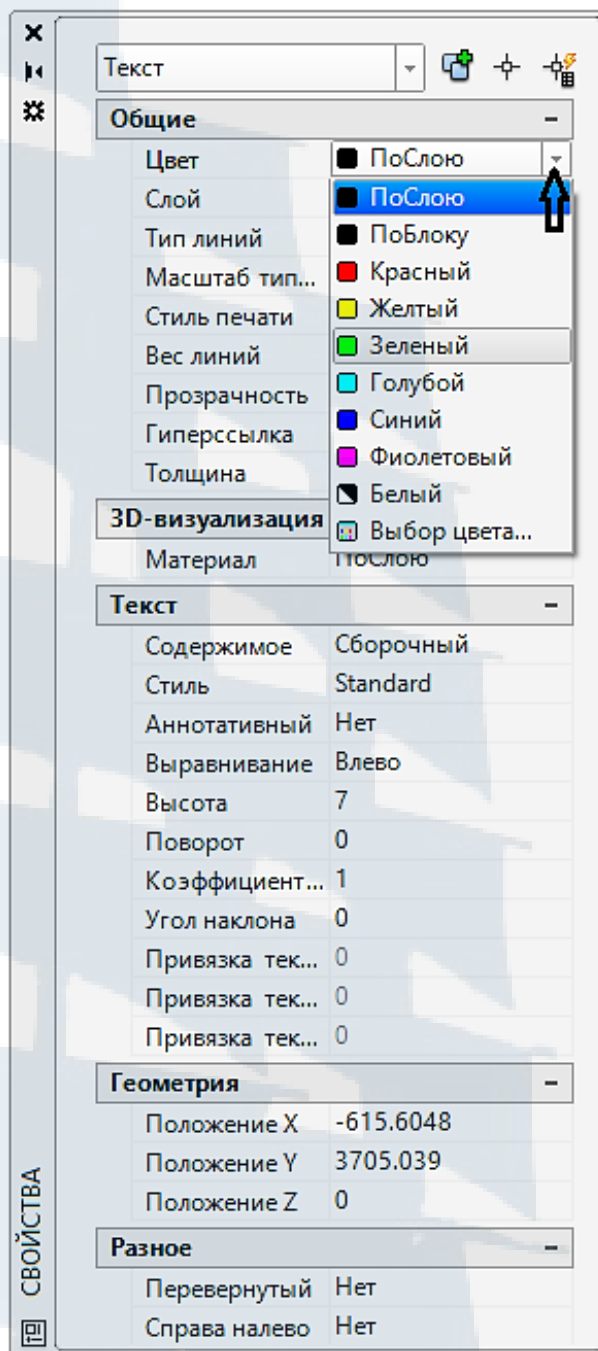 Текст
Общие
Цвет ПоСлою
Слой ПоСлою
Тип линий ПоБлоку
Масштаб тип... Красный
Стиль печати Желтый
Вес линий Зеленый
Прозрачность Голубой
Гиперссылка Синий
Толщина Фиолетовый
Белый
3D-визуализация Выбор цвета...
Материал ПоСлою
Текст
Содержимое Сборочный
Стиль Standard
Аннотативный Нет
Выравнивание Влево
Высота 7
Поворот 0
Коэффициент... 1
Угол наклона 0
Привязка тек... 0
Привязка тек... 0
Привязка тек... 0
Геометрия
Положение X -615.6048
Положение Y 3705.039
Положение Z 0
Разное
Перевернутый Нет
Справа налево Нет
СВОЙСТВА